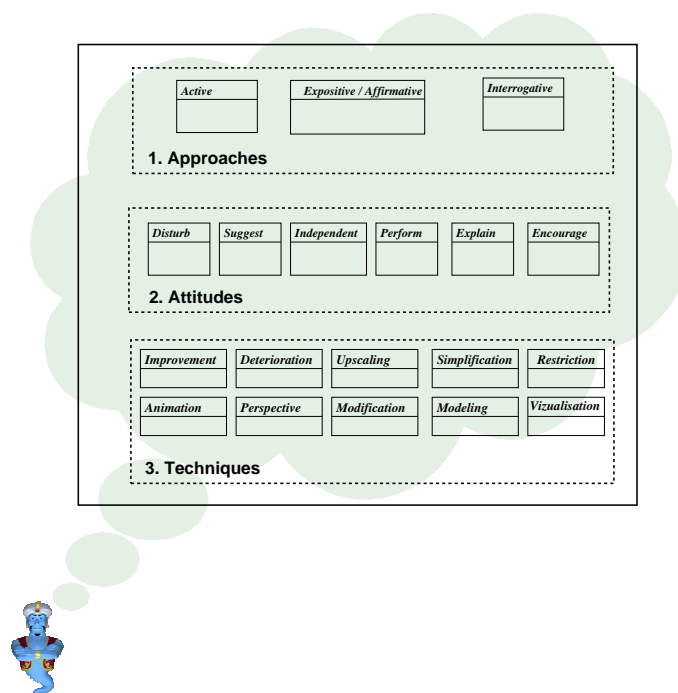 Active Expositive / Affirmative Interrogative
1. Approaches
Disturb Suggest Independent Perform Explain Encourage
2. Attitudes
Improvement Deterioration Upscaling Simplification Restriction
Animation Perspective Modification Modeling Vizualisation
3. Techniques